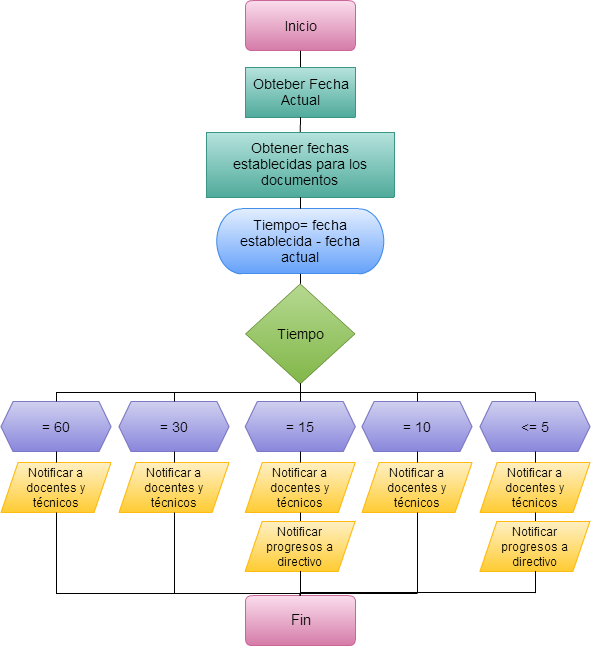 Inicio
Obteber Fecha
Actual
Obtener fechas
establecidas para los
documentos
Tiempo= fecha
establecida - fecha
actual
Tiempo
= 60
= 30
= 15
= 10
<= 5
Notificar a
docentes y
técnicos
Notificar a
docentes y
técnicos
Notificar a
docentes y
técnicos
Notificar a
docentes y
técnicos
Notificar a
docentes y
técnicos
Notificar
progresos a
directivo
Notificar
progresos a
directivo
Fin